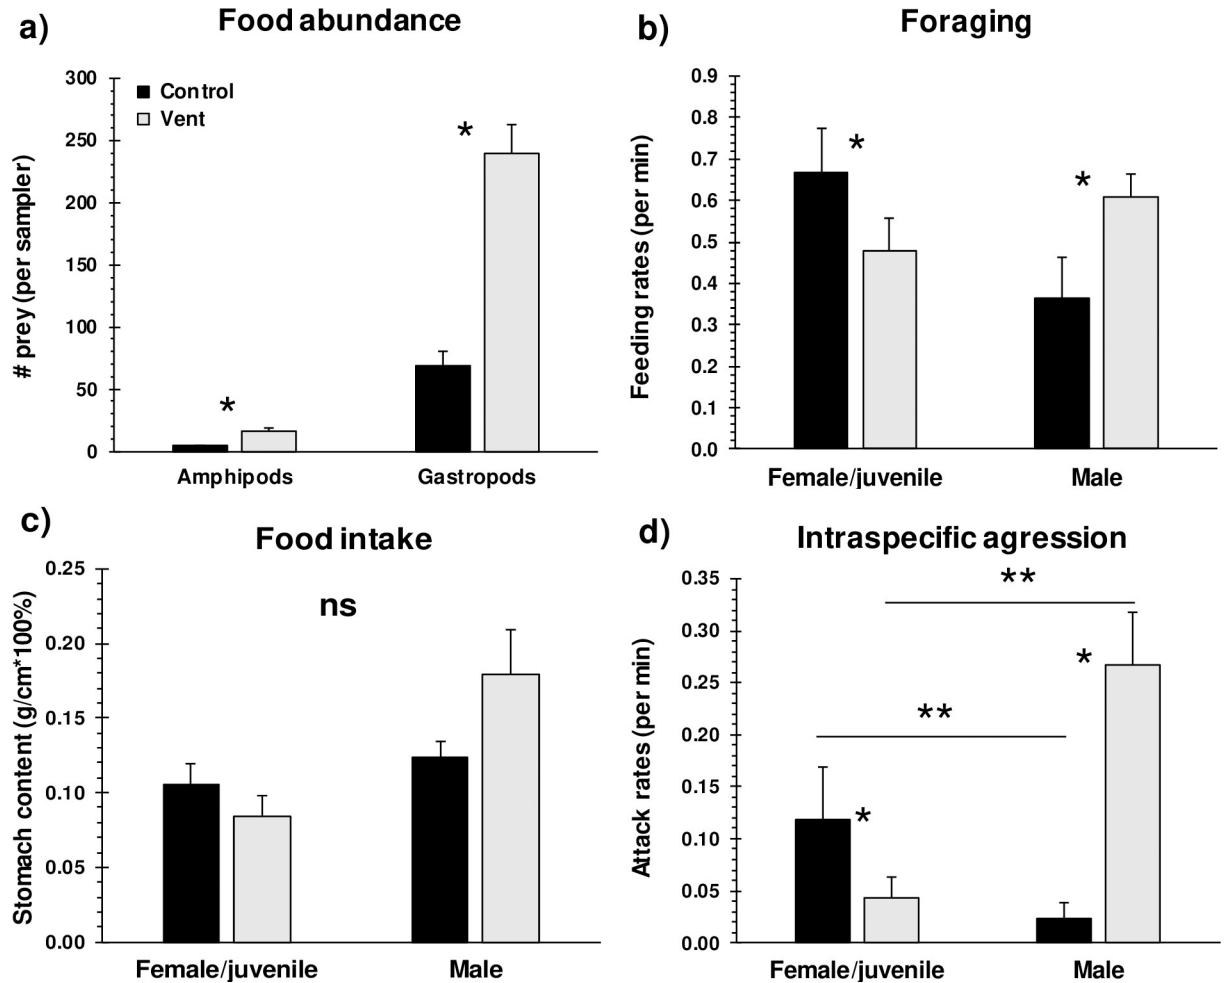 a)
Food abundance
300
250
200
150
100
50
0
# prey (per sampler)
Control
Vent
*
*
Amphipods
Gastropods
b)
Foraging
0.9
0.8
0.7
0.6
0.5
0.4
0.3
0.2
0.1
0.0
Feeding rates (per min)
*
*
Female/juvenile
Male
c)
Food intake
0.25
0.20
0.15
0.10
0.05
0.00
Stomach content (g/cm*100%)
ns
Female/juvenile
Male
d)
Intraspecific agression
0.35
0.30
0.25
0.20
0.15
0.10
0.05
0.00
Attack rates (per min)
**
*
**
*
Female/juvenile
Male